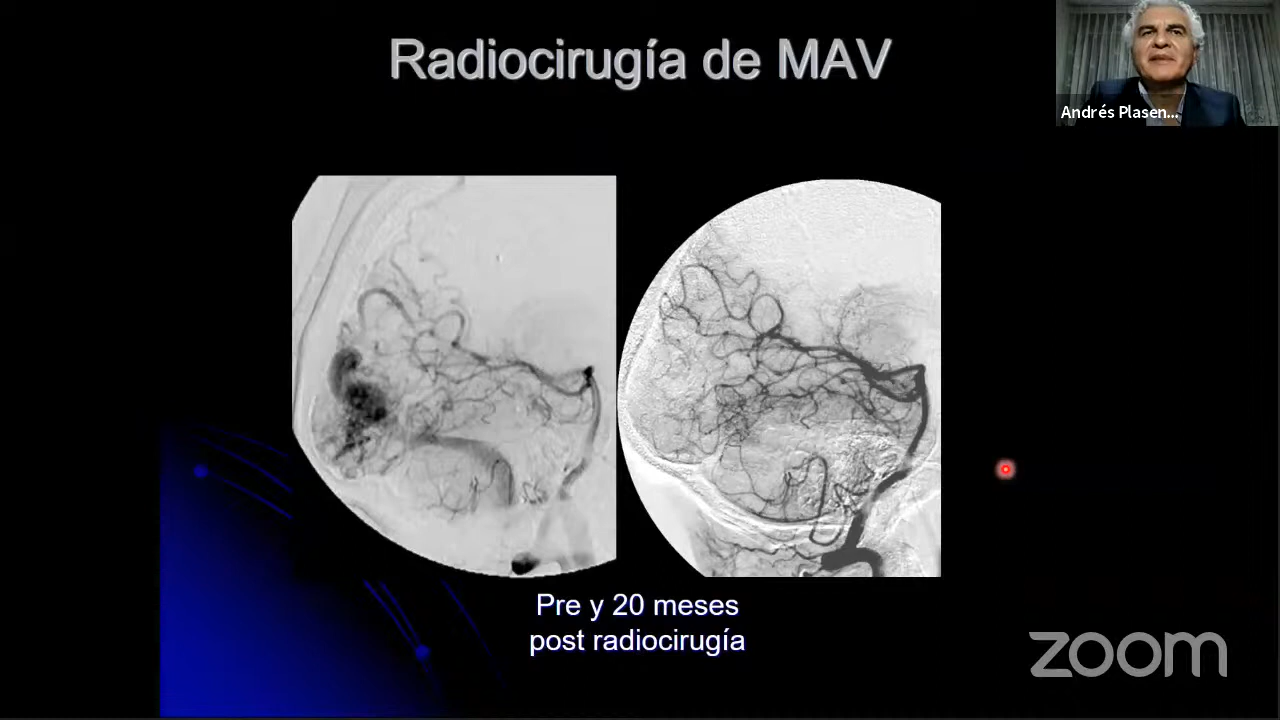 Radiocirugía de MAV
Andrés Plasen...
Pre y 20 meses
post radiocirugía
zoom